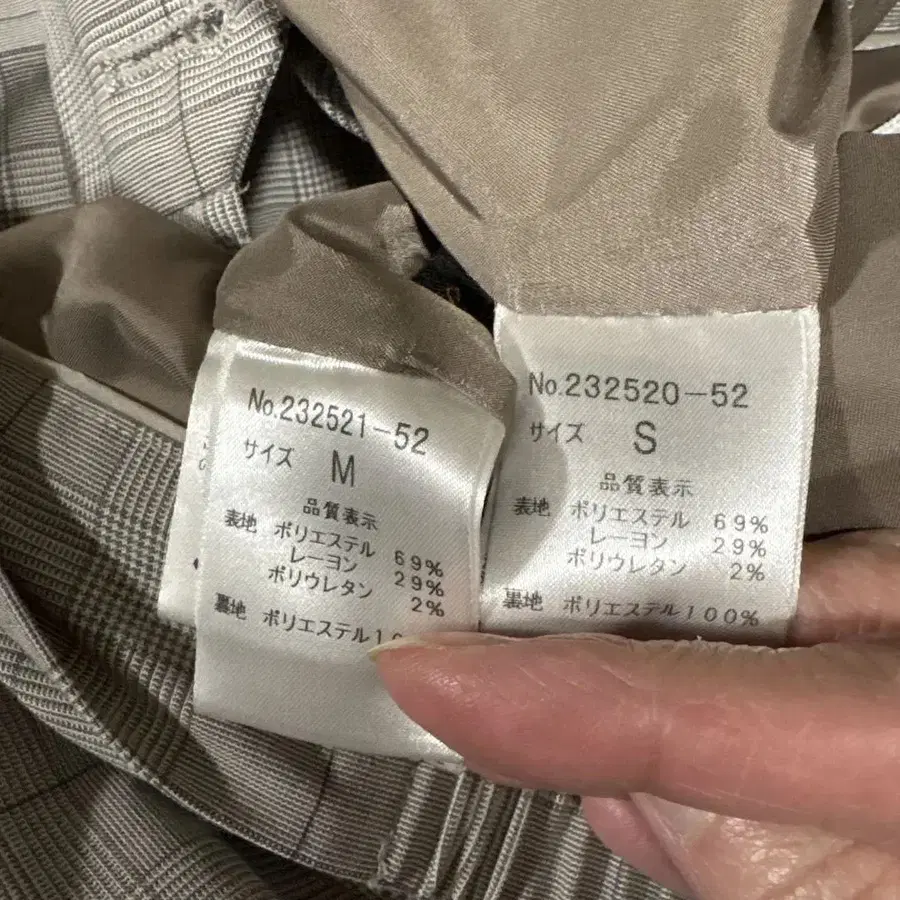 No.232521-52
サイズ M
品質表示
表地 ポリエステル 69%
レーヨン 29%
ポリウレタン 2%
裏地 ポリエステル
No.232520-52
サイズ S
品質表示
表地 ポリエステル 69%
レーヨン 29%
ポリウレタン 2%
裏地 ポリエステル100%